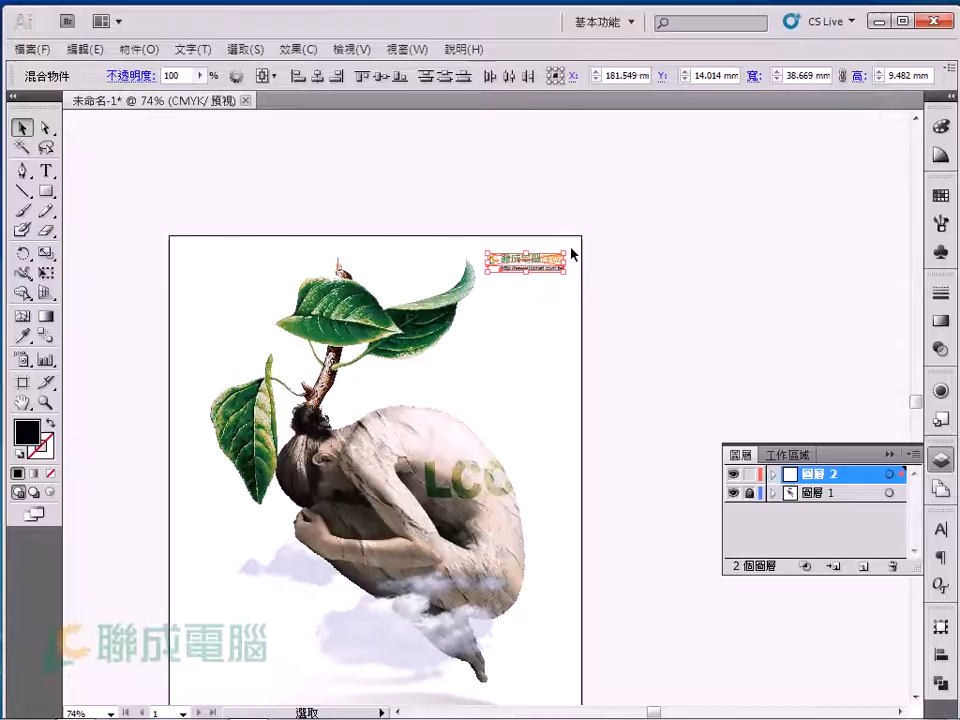 Ai Br 基本功能 CS Live
檔案(F) 編輯(E) 物件(O) 文字(T) 選取(S) 效果(C) 檢視(V) 視窗(W) 說明(H)
混合物件 不透明度: 100 % X: 181.549 mm Y: 14.014 mm 寬: 38.669 mm 高: 9.482 mm
未命名-1* @ 74% (CMYK/ 預視)
LCC
圖層 工作區域
圖層 2
圖層 1
2 個圖層
聯成電腦
74% 1 選取